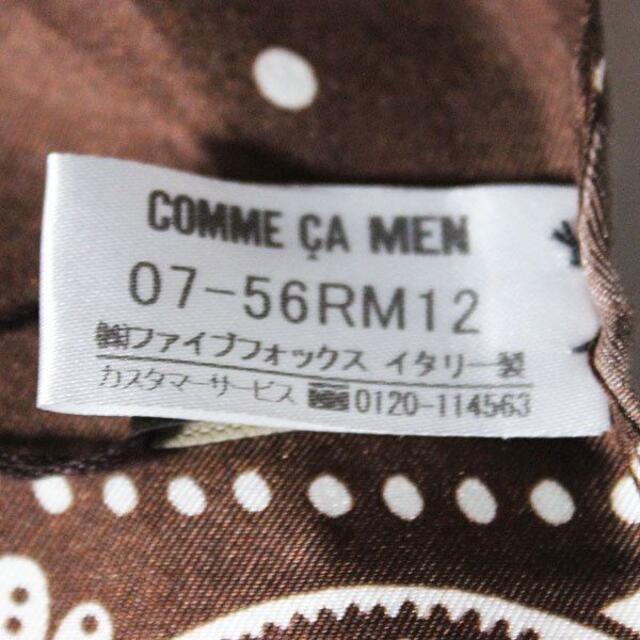 COMME ÇA MEN
07-56RM12
㈱ファイブフォックス イタリー製
カスタマーサービス 0120-114563